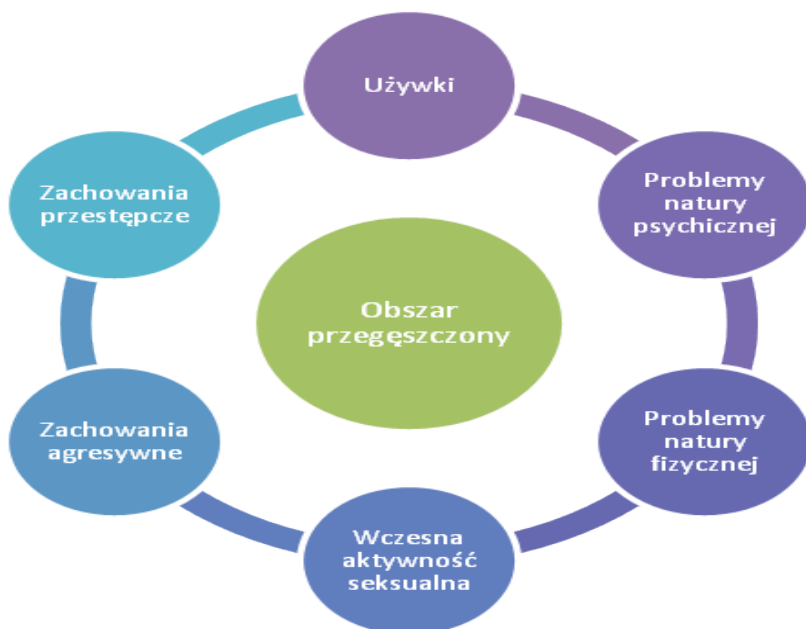 Używki
Problemy
natury
psychicznej
Problemy
natury
fizycznej
Wczesna
aktywność
seksualna
Zachowania
agresywne
Zachowania
przestępcze
Obszar
przegęszczony